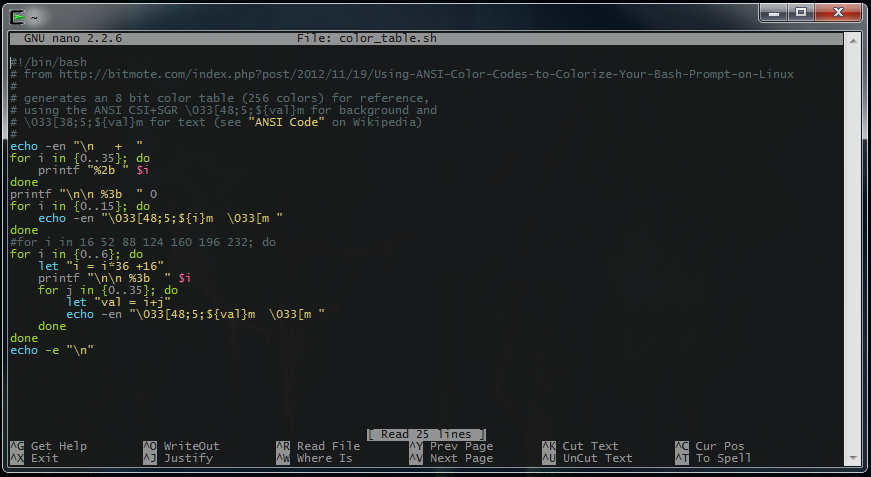 ~
GNU nano 2.2.6 File: color_table.sh
#!/bin/bash
# from http://bitmote.com/index.php?post/2012/11/19/Using-ANSI-Color-Codes-to-Colorize-Your-Bash-Prompt-on-Linux
#
# generates an 8 bit color table (256 colors) for reference,
# using the ANSI CSI+SGR \033[48;5;${val}m for background and
# \033[38;5;${val}m for text (see "ANSI Code" on Wikipedia)
#
echo -en "\n   +  "
for i in {0..35}; do
    printf "%2b " $i
done
printf "\n\n %3b  " 0
for i in {0..15}; do
    echo -en "\033[48;5;${i}m  \033[m "
done
#for i in 16 52 88 124 160 196 232; do
for i in {0..6}; do
    let "i = i*36 +16"
    printf "\n\n %3b  " $i
    for j in {0..35}; do
        let "val = i+j"
        echo -en "\033[48;5;${val}m  \033[m "
    done
done
echo -e "\n"
[ Read 25 lines ]
^G Get Help ^O WriteOut ^R Read File ^Y Prev Page ^K Cut Text ^C Cur Pos
^X Exit ^J Justify ^W Where Is ^V Next Page ^U UnCut Text ^T To Spell